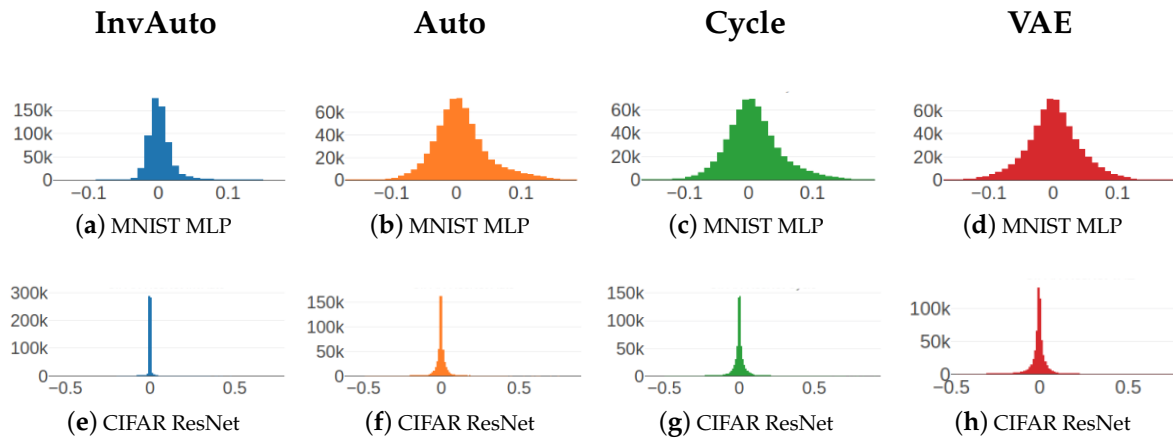 InvAuto Auto Cycle VAE
150k
100k
50k
0
−0.1 0 0.1
60k
40k
20k
0
−0.1 0 0.1
60k
40k
20k
0
−0.1 0 0.1
60k
40k
20k
0
−0.1 0 0.1
(a) MNIST MLP (b) MNIST MLP (c) MNIST MLP (d) MNIST MLP
300k
200k
100k
0
−0.5 0 0.5
150k
100k
50k
0
−0.5 0 0.5
150k
100k
50k
0
−0.5 0 0.5
100k
50k
0
−0.5 0 0.5
(e) CIFAR ResNet (f) CIFAR ResNet (g) CIFAR ResNet (h) CIFAR ResNet